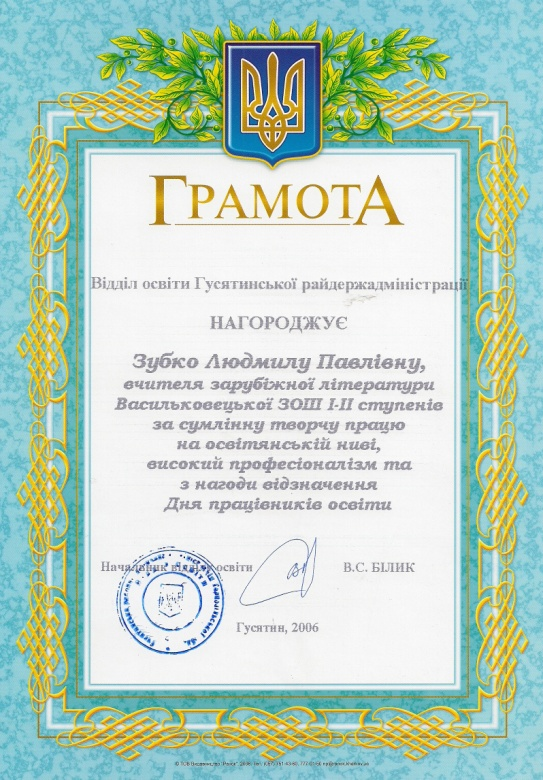 ГРАМОТА
Відділ освіти Гусятинської райдержадміністрації
НАГОРОДЖУЄ
Зубко Людмилу Павлівну,
вчителя зарубіжної літератури
Васильковецької ЗОШ І-ІІ ступенів
за сумлінну творчу працю
на освітянській ниві,
високий професіоналізм та
з нагоди відзначення
Дня працівників освіти
Начальник відділу освіти В.С. БІЛИК
Гусятин, 2006